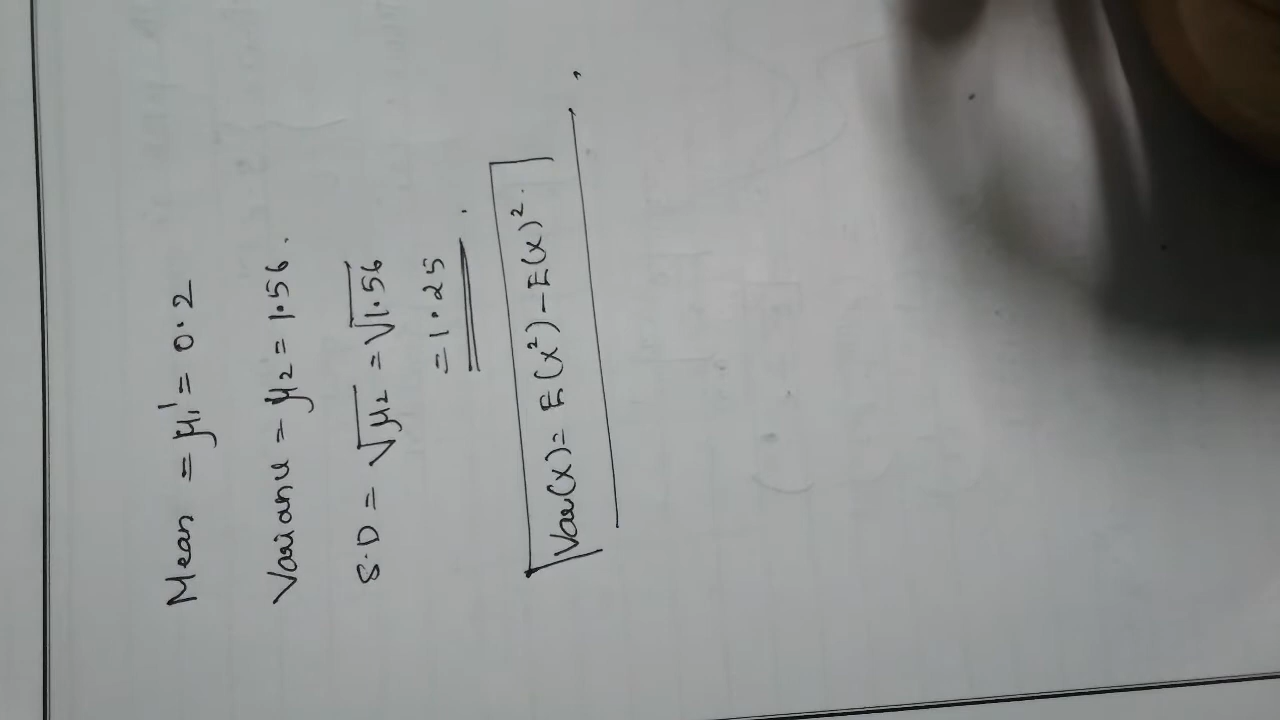 Mean = μ₁' = 0.2
Variance = μ₂ = 1.56.
S.D = √μ₂ = √1.56
= 1.25.
Var(X) = E(X²) - E(X)².